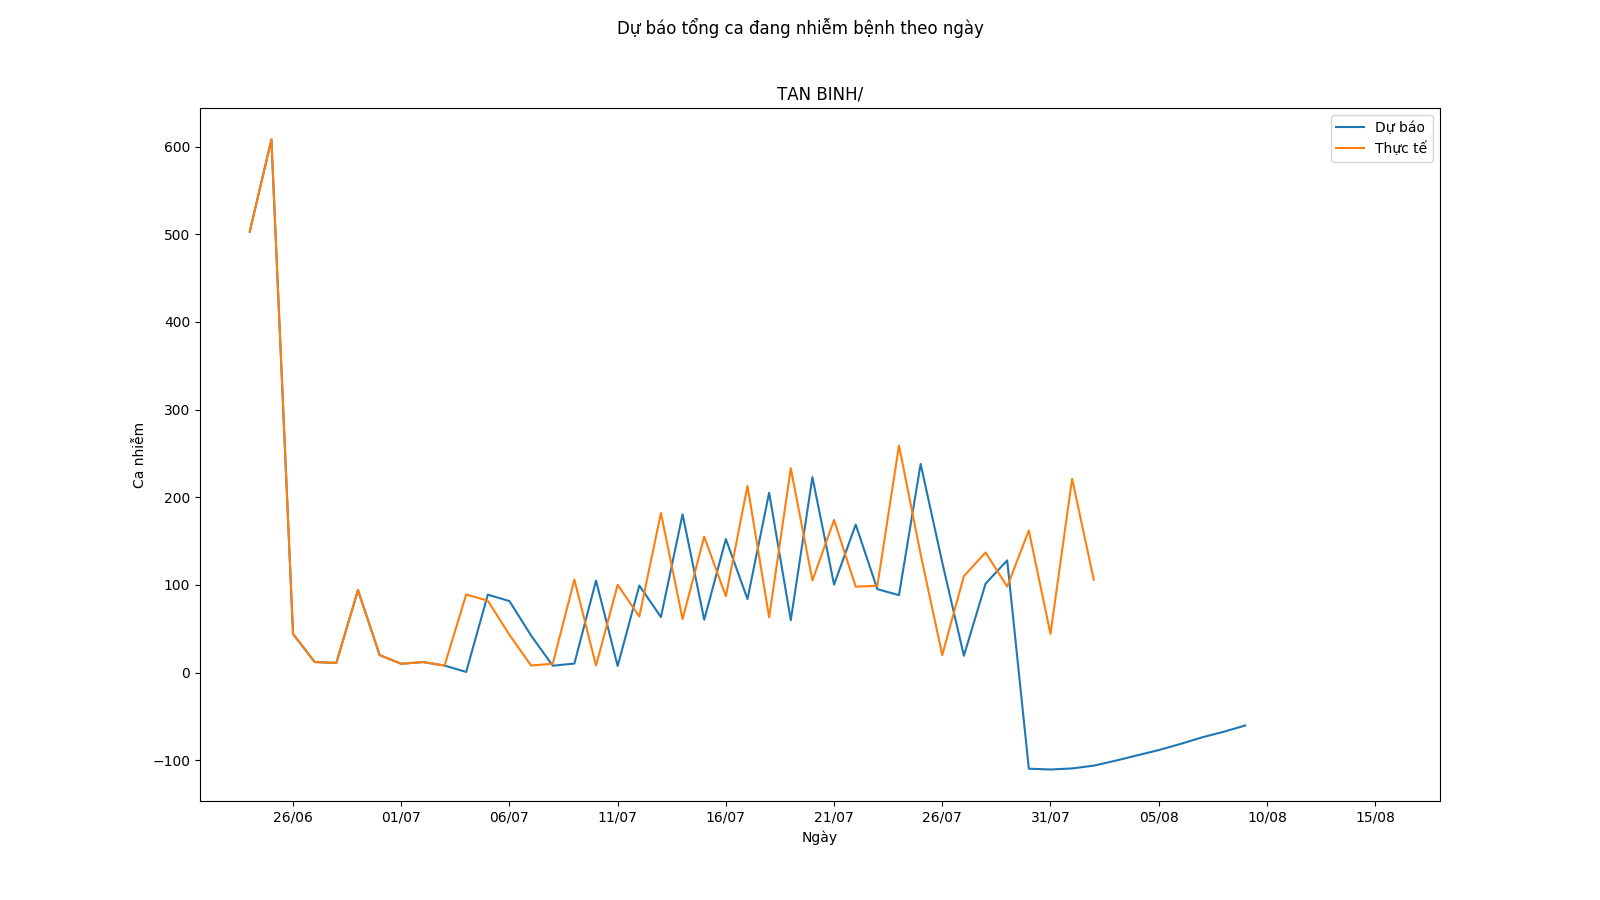 Dự báo tổng ca đang nhiễm bệnh theo ngày
TAN BINH/
Dự báo
Thực tế
600
500
400
300
200
100
0
−100
Ca nhiễm
26/06 01/07 06/07 11/07 16/07 21/07 26/07 31/07 05/08 10/08 15/08
Ngày